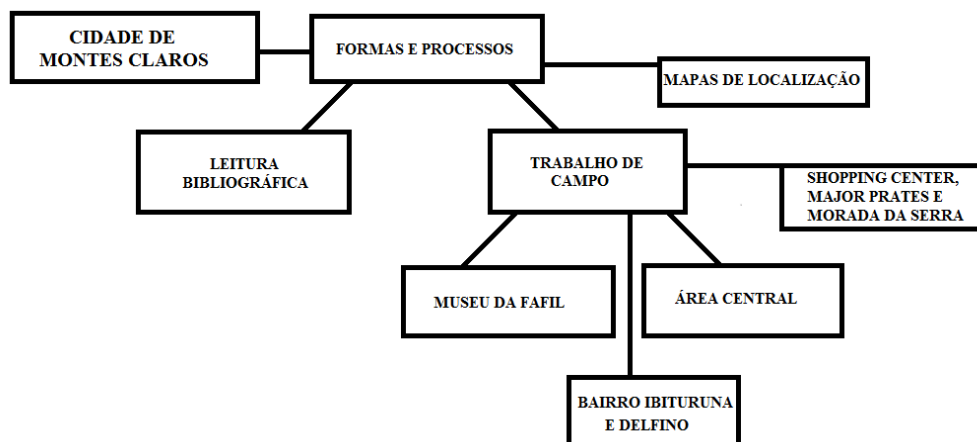 CIDADE DE
MONTES CLAROS
FORMAS E PROCESSOS
MAPAS DE LOCALIZAÇÃO
LEITURA
BIBLIOGRÁFICA
TRABALHO DE
CAMPO
SHOPPING CENTER,
MAJOR PRATES E
MORADA DA SERRA
MUSEU DA FAFIL
ÁREA CENTRAL
BAIRRO IBITURUNA
E DELFINO